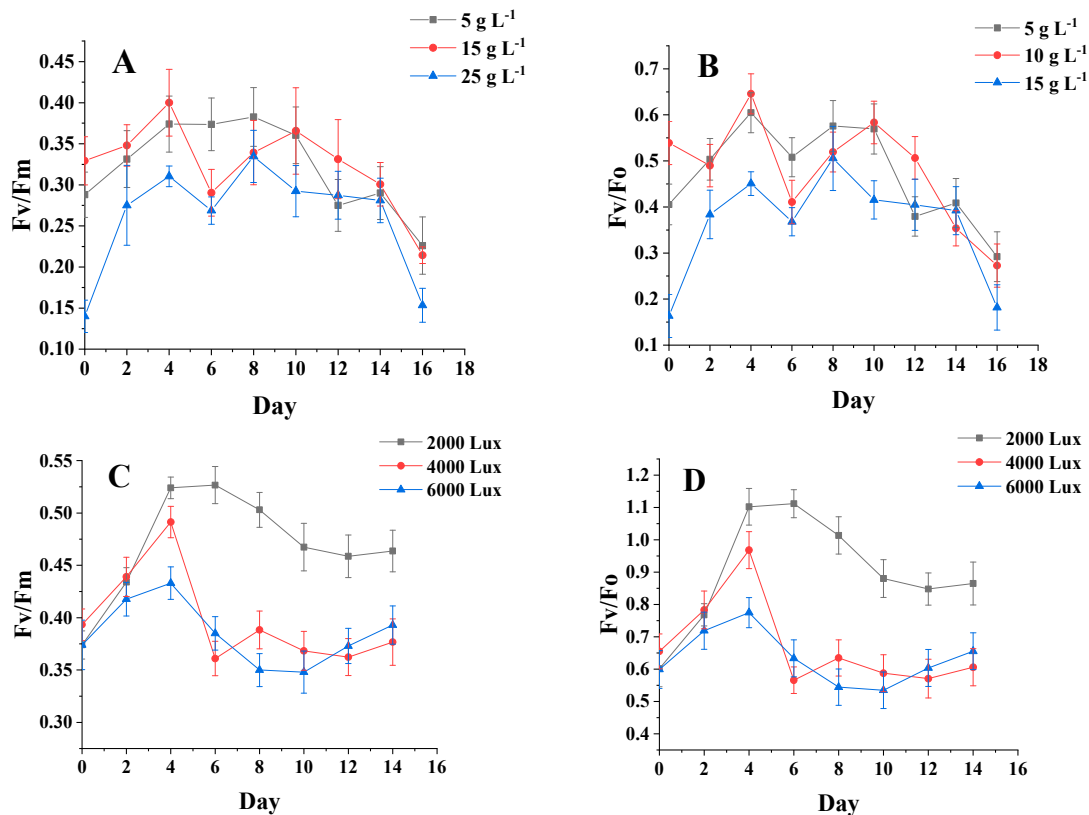 A
5 g L⁻¹
15 g L⁻¹
25 g L⁻¹
Fv/Fm
0.45
0.40
0.35
0.30
0.25
0.20
0.15
0.10
0 2 4 6 8 10 12 14 16 18
Day
B
5 g L⁻¹
10 g L⁻¹
15 g L⁻¹
Fv/Fo
0.7
0.6
0.5
0.4
0.3
0.2
0.1
0 2 4 6 8 10 12 14 16 18
Day
C
2000 Lux
4000 Lux
6000 Lux
Fv/Fm
0.55
0.50
0.45
0.40
0.35
0.30
0 2 4 6 8 10 12 14 16
Day
D
2000 Lux
4000 Lux
6000 Lux
Fv/Fo
1.2
1.1
1.0
0.9
0.8
0.7
0.6
0.5
0.4
0 2 4 6 8 10 12 14 16
Day